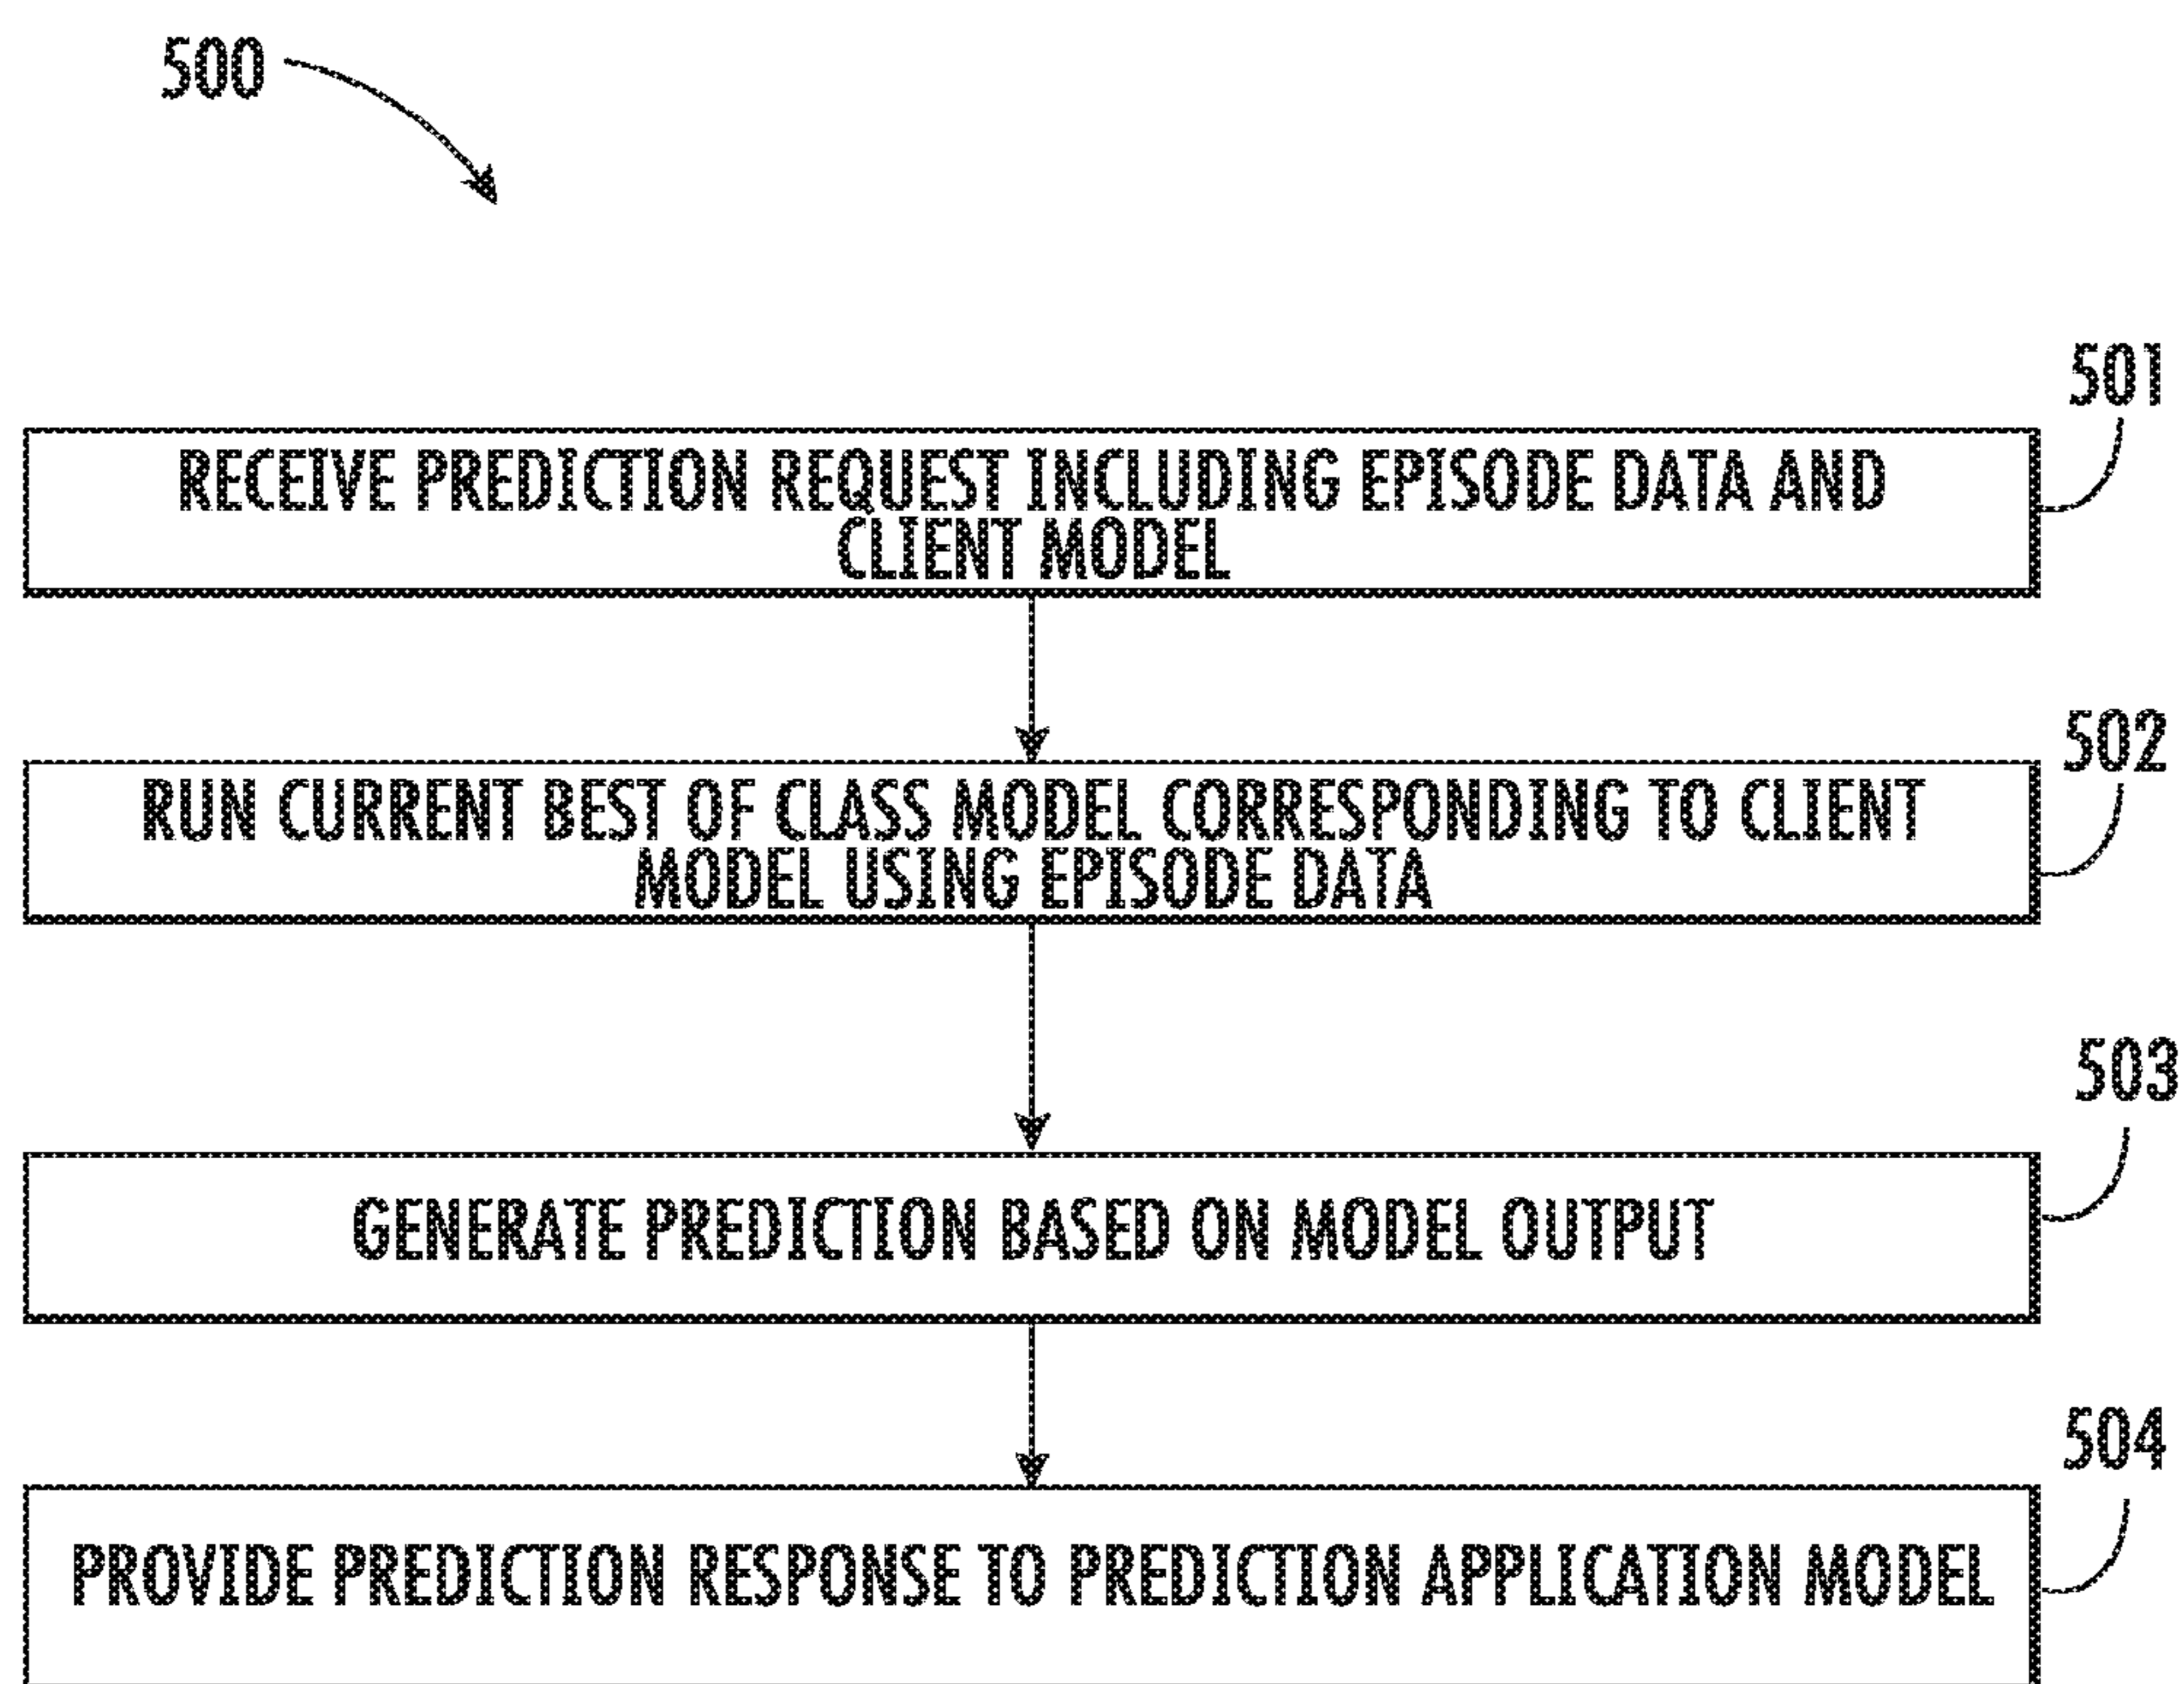 500
501
RECEIVE PREDICTION REQUEST INCLUDING EPISODE DATA AND
CLIENT MODEL
502
RUN CURRENT BEST OF CLASS MODEL CORRESPONDING TO CLIENT
MODEL USING EPISODE DATA
503
GENERATE PREDICTION BASED ON MODEL OUTPUT
504
PROVIDE PREDICTION RESPONSE TO PREDICTION APPLICATION MODEL